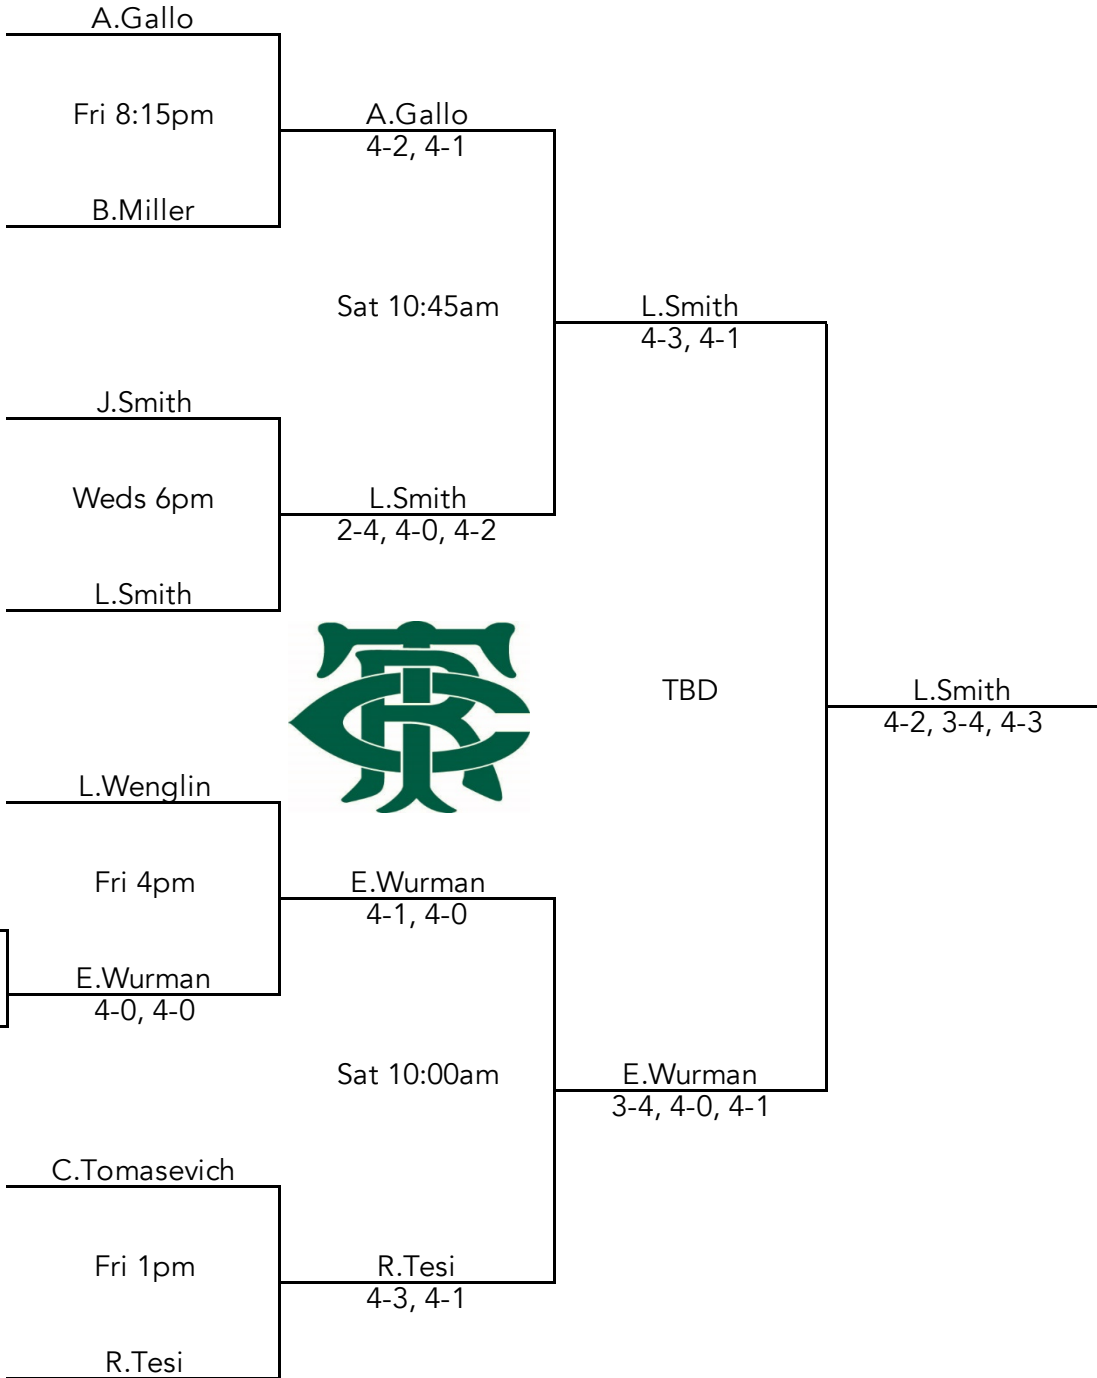 A.Gallo
Fri 8:15pm
A.Gallo
4-2, 4-1
B.Miller
Sat 10:45am
L.Smith
4-3, 4-1
J.Smith
Weds 6pm
L.Smith
2-4, 4-0, 4-2
L.Smith
TBD
L.Smith
4-2, 3-4, 4-3
L.Wenglin
Fri 4pm
E.Wurman
4-1, 4-0
E.Wurman
4-0, 4-0
Sat 10:00am
E.Wurman
3-4, 4-0, 4-1
C.Tomasevich
Fri 1pm
R.Tesi
4-3, 4-1
R.Tesi